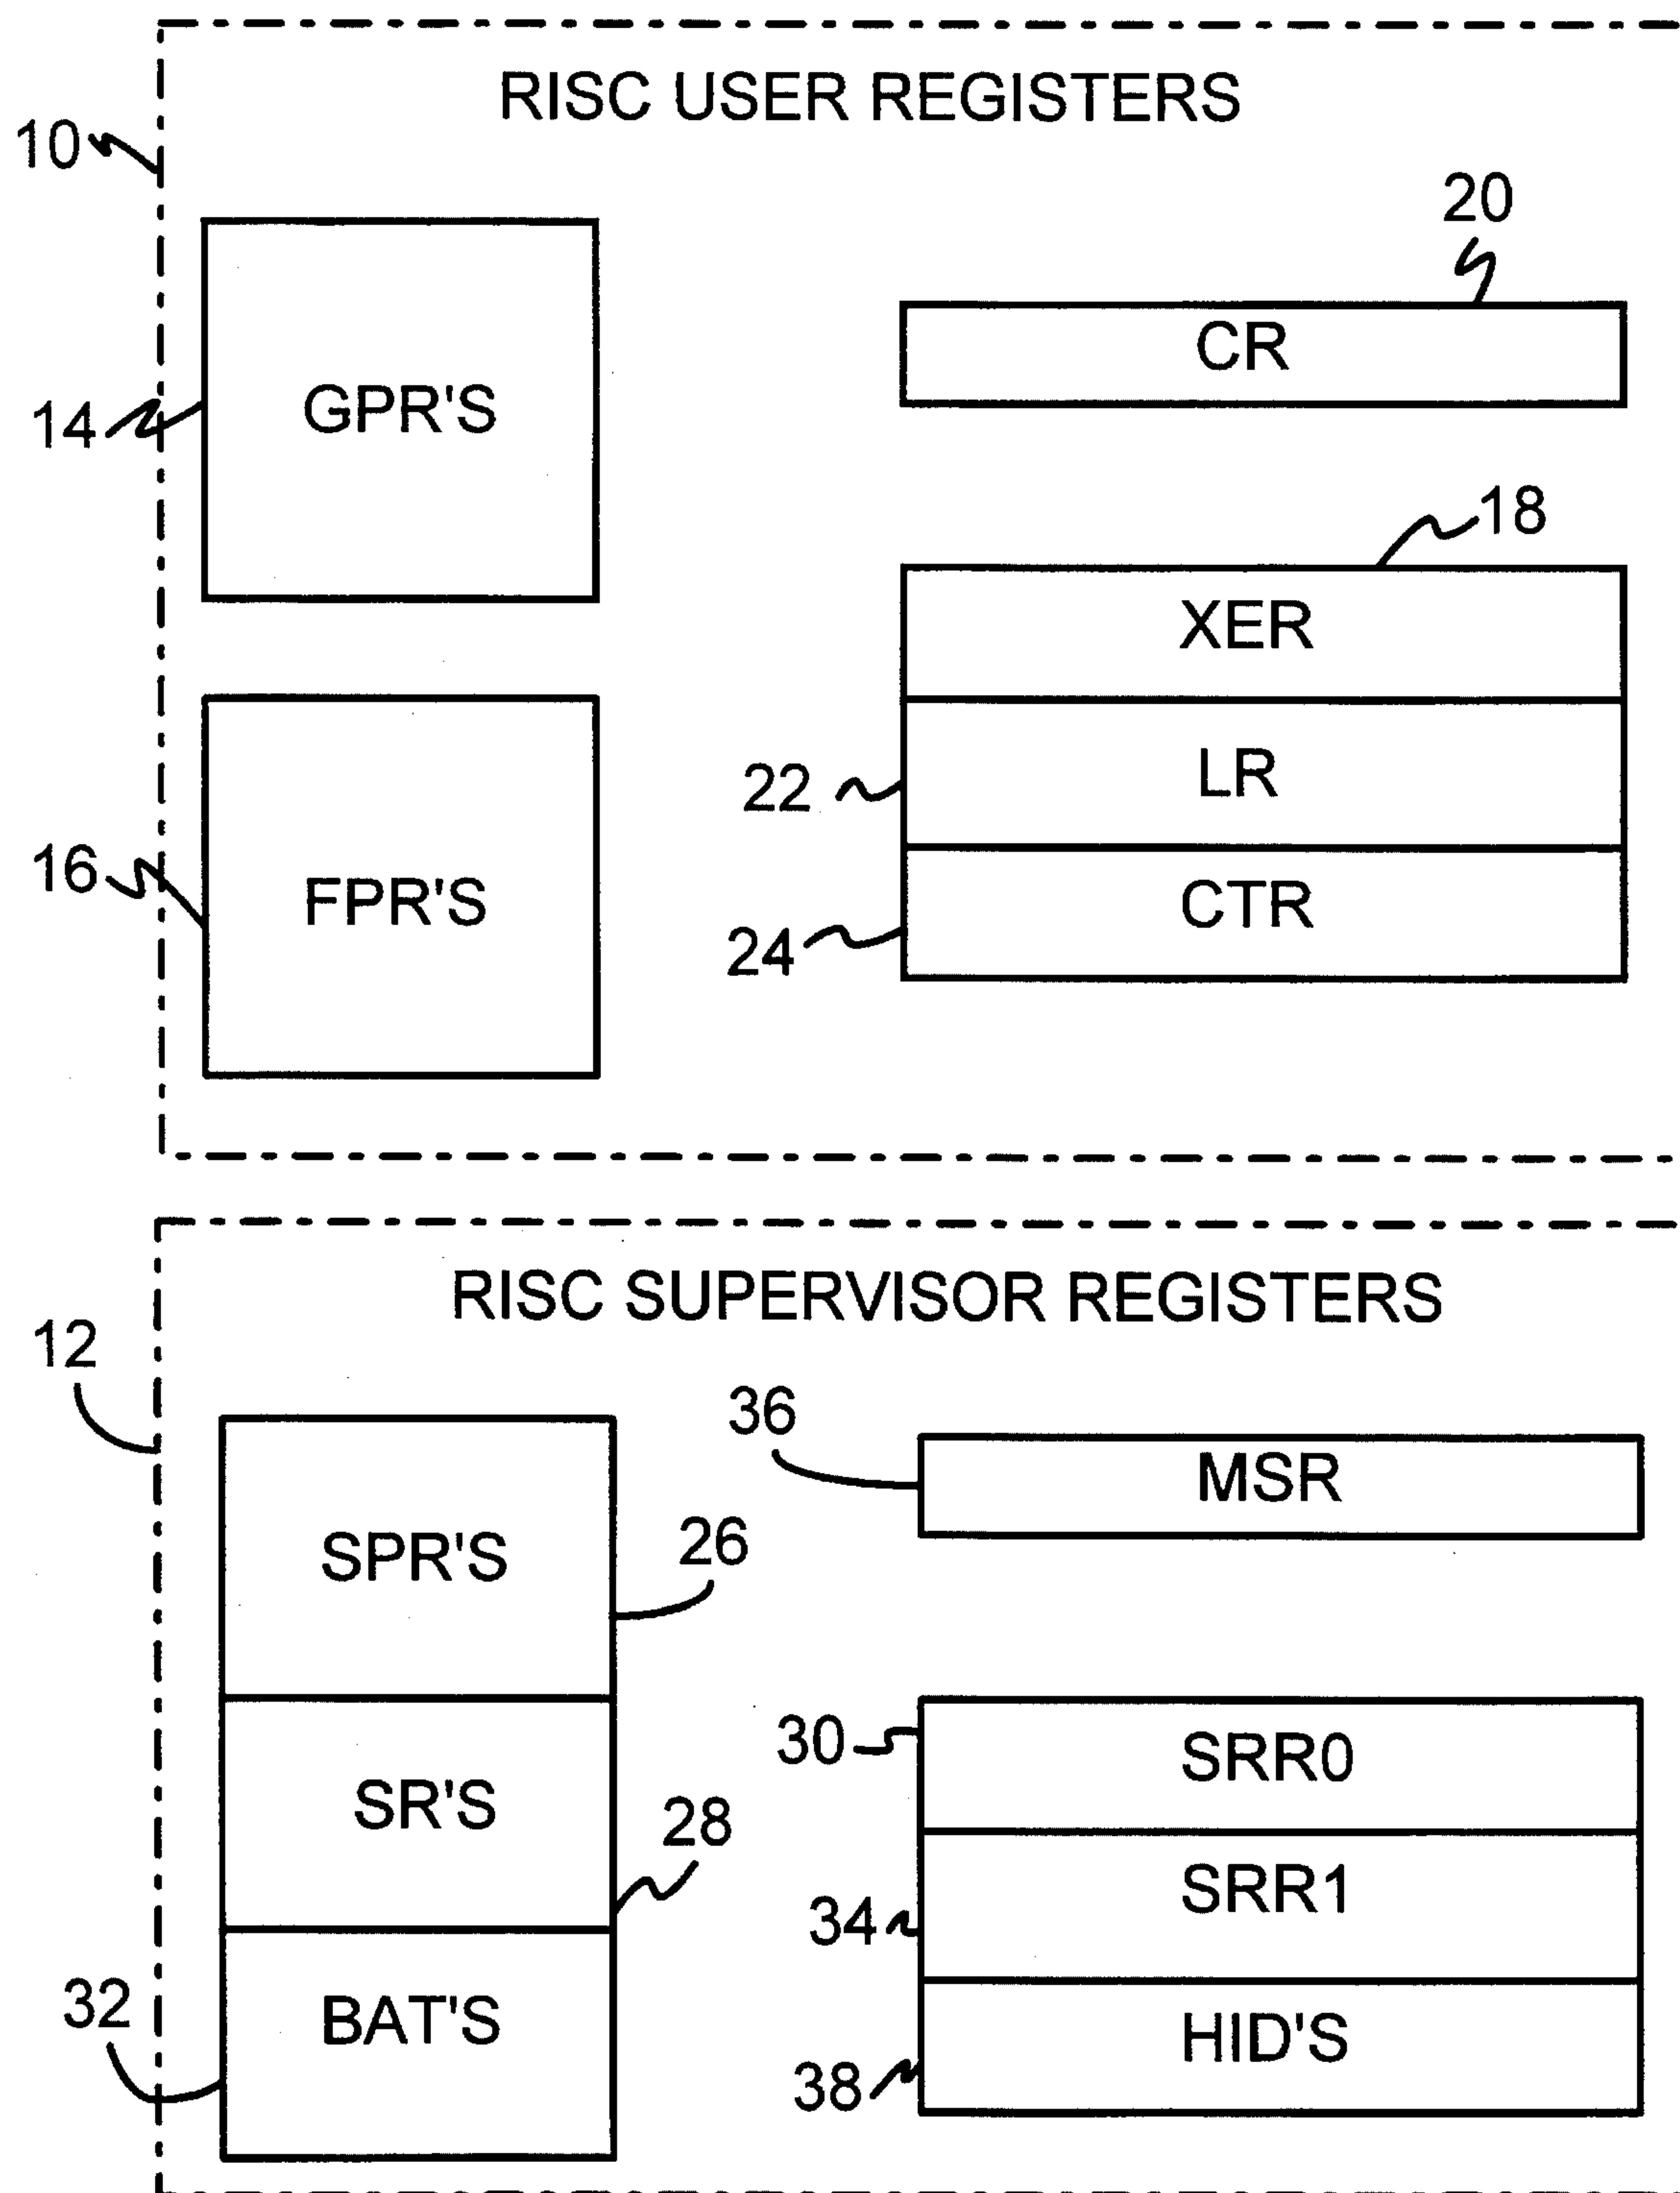 RISC USER REGISTERS
10
20
CR
14
GPR'S
18
XER
22
LR
16
FPR'S
24
CTR
RISC SUPERVISOR REGISTERS
12
36
MSR
SPR'S
26
30
SRR0
SR'S
28
34
SRR1
32
BAT'S
38
HID'S